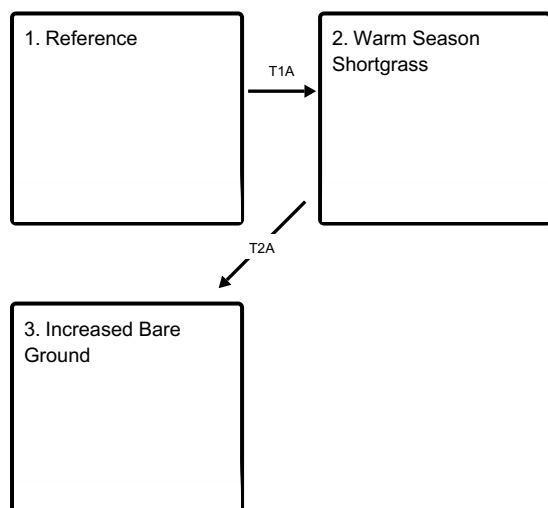 1. Reference
T1A
2. Warm Season
Shortgrass
T2A
3. Increased Bare
Ground